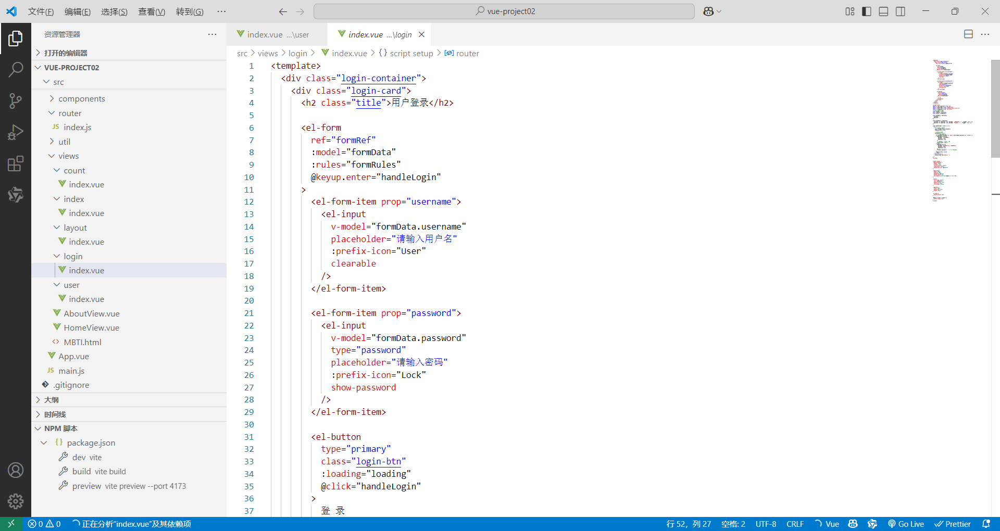 文件(F) 编辑(E) 选择(S) 查看(V) 转到(G) ··· vue-project02
资源管理器 ···
打开的编辑器
VUE-PROJECT02
src
components
router
JS index.js
util
views
count
index.vue
index
index.vue
layout
index.vue
login
index.vue
user
index.vue
AboutView.vue
HomeView.vue
<> MBTI.html
App.vue
JS main.js
.gitignore
大纲
时间线
NPM 脚本
{} package.json
dev vite
build vite build
preview vite preview --port 4173
index.vue ...\user index.vue ...\login
src > views > login > index.vue > {} script setup > router
1 <template>
2 <div class="login-container">
3 <div class="login-card">
4 <h2 class="title">用户登录</h2>
5
6 <el-form
7 ref="formRef"
8 :model="formData"
9 :rules="formRules"
10 @keyup.enter="handleLogin"
11 >
12 <el-form-item prop="username">
13 <el-input
14 v-model="formData.username"
15 placeholder="请输入用户名"
16 :prefix-icon="User"
17 clearable
18 />
19 </el-form-item>
20
21 <el-form-item prop="password">
22 <el-input
23 v-model="formData.password"
24 type="password"
25 placeholder="请输入密码"
26 :prefix-icon="Lock"
27 show-password
28 />
29 </el-form-item>
30
31 <el-button
32 type="primary"
33 class="login-btn"
34 :loading="loading"
35 @click="handleLogin"
36 >
37 登 录
0 0 正在分析“index.vue”及其依赖项 行 52，列 27 空格: 2 UTF-8 CRLF Vue Go Live Prettier